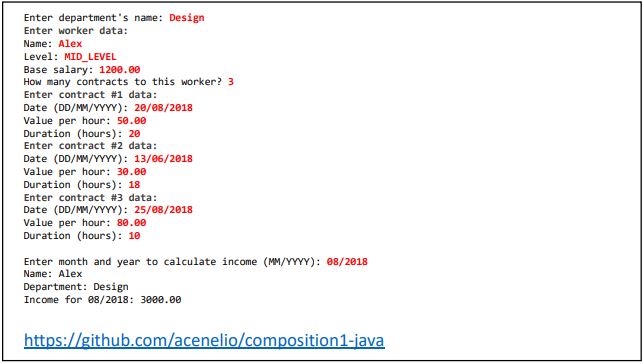 Enter department's name: Design
Enter worker data:
Name: Alex
Level: MID_LEVEL
Base salary: 1200.00
How many contracts to this worker? 3
Enter contract #1 data:
Date (DD/MM/YYYY): 20/08/2018
Value per hour: 50.00
Duration (hours): 20
Enter contract #2 data:
Date (DD/MM/YYYY): 13/06/2018
Value per hour: 30.00
Duration (hours): 18
Enter contract #3 data:
Date (DD/MM/YYYY): 25/08/2018
Value per hour: 80.00
Duration (hours): 10
Enter month and year to calculate income (MM/YYYY): 08/2018
Name: Alex
Department: Design
Income for 08/2018: 3000.00
https://github.com/acenelio/composition1-java